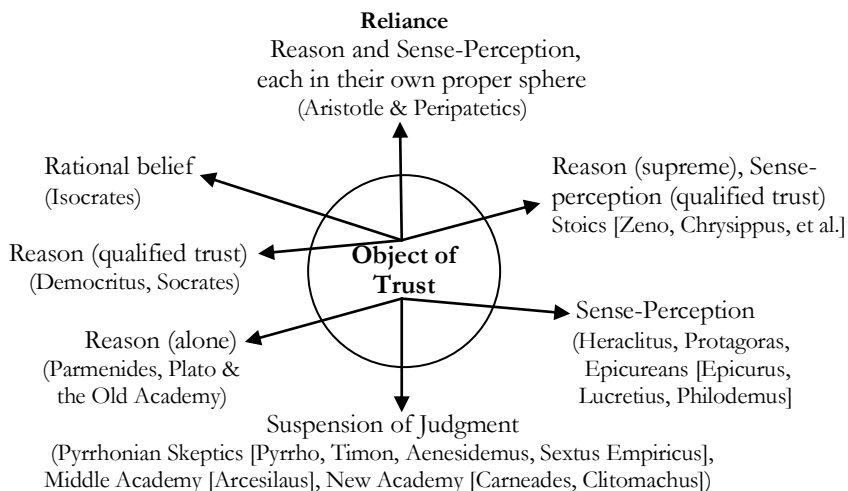 Reliance
Reason and Sense-Perception,
each in their own proper sphere
(Aristotle & Peripatetics)
Rational belief
(Isocrates)
Reason (supreme), Sense-
perception (qualified trust)
Stoics [Zeno, Chrysippus, et al.]
Reason (qualified trust)
(Democritus, Socrates)
Object of
Trust
Sense-Perception
(Heraclitus, Protagoras,
Epicureans [Epicurus,
Lucretius, Philodemus]
Reason (alone)
(Parmenides, Plato &
the Old Academy)
Suspension of Judgment
(Pyrrhonian Skeptics [Pyrrho, Timon, Aenesidemus, Sextus Empiricus],
Middle Academy [Arcesilaus], New Academy [Carneades, Clitomachus])